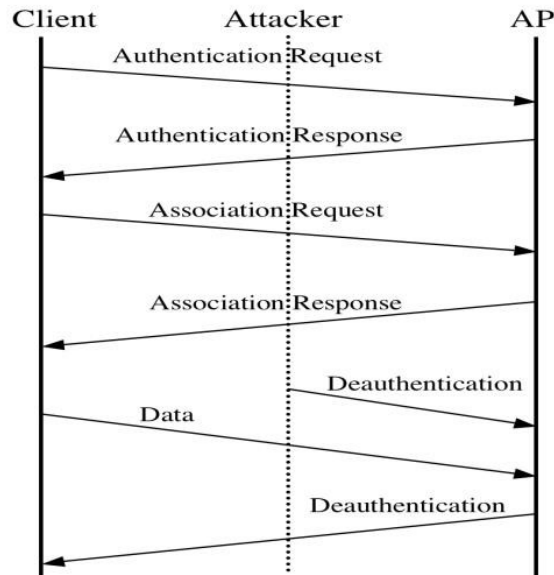 Client Attacker AP
Authentication Request
Authentication Response
Association Request
Association Response
Deauthentication
Data
Deauthentication